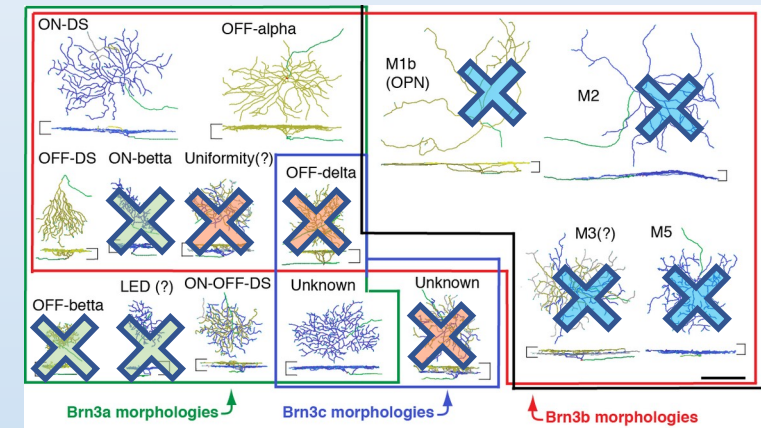 ON-DS
OFF-alpha
M1b
(OPN)
M2
OFF-DS
ON-betta
Uniformity(?)
OFF-delta
M3(?)
M5
OFF-betta
LED (?)
ON-OFF-DS
Unknown
Unknown
Brn3a morphologies
Brn3c morphologies
Brn3b morphologies